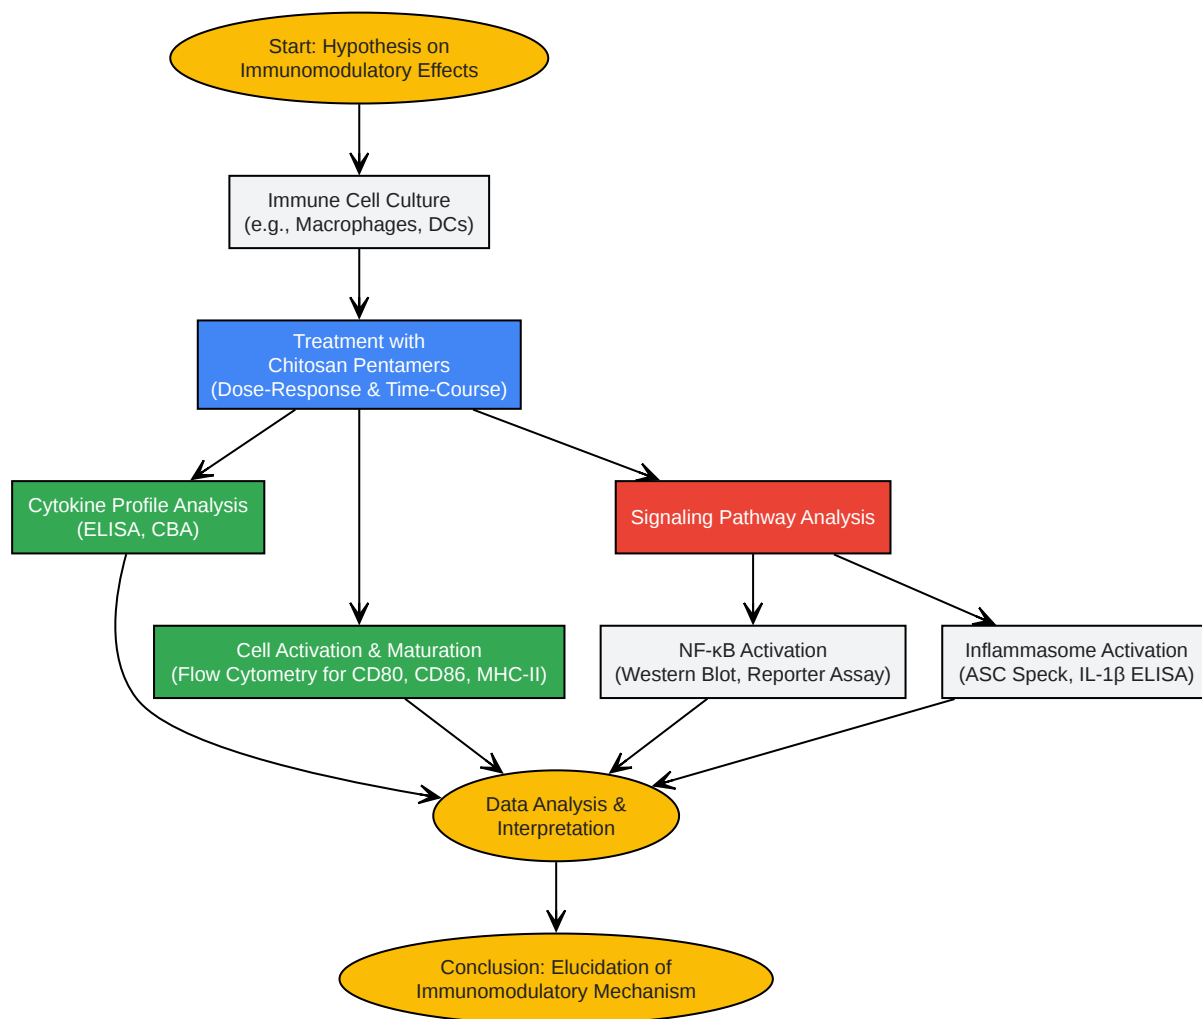 Start: Hypothesis on
Immunomodulatory Effects
Immune Cell Culture
(e.g., Macrophages, DCs)
Treatment with
Chitosan Pentamers
(Dose-Response & Time-Course)
Cytokine Profile Analysis
(ELISA, CBA)
Signaling Pathway Analysis
Cell Activation & Maturation
(Flow Cytometry for CD80, CD86, MHC-II)
NF-κB Activation
(Western Blot, Reporter Assay)
Inflammasome Activation
(ASC Speck, IL-1β ELISA)
Data Analysis &
Interpretation
Conclusion: Elucidation of
Immunomodulatory Mechanism